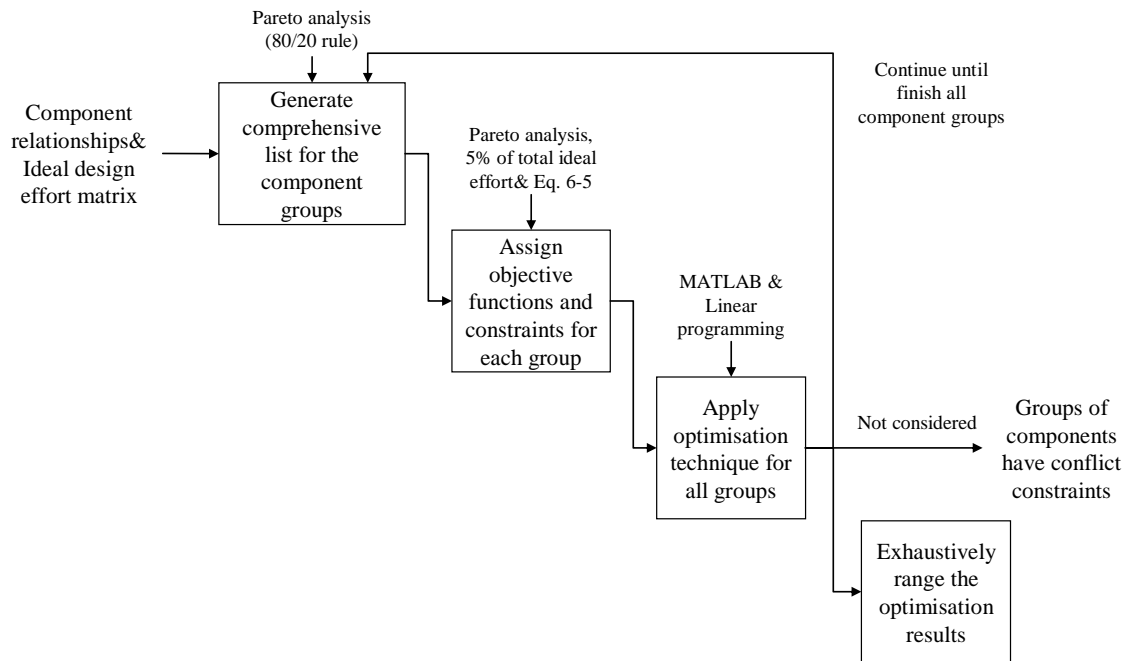 Pareto analysis
(80/20 rule)
Component
relationships&
Ideal design
effort matrix
Generate
comprehensive
list for the
component
groups
Continue until
finish all
component groups
Pareto analysis,
5% of total ideal
effort& Eq. 6-5
Assign
objective
functions and
constraints for
each group
MATLAB &
Linear
programming
Apply
optimisation
technique for
all groups
Not considered
Groups of
components
have conflict
constraints
Exhaustively
range the
optimisation
results